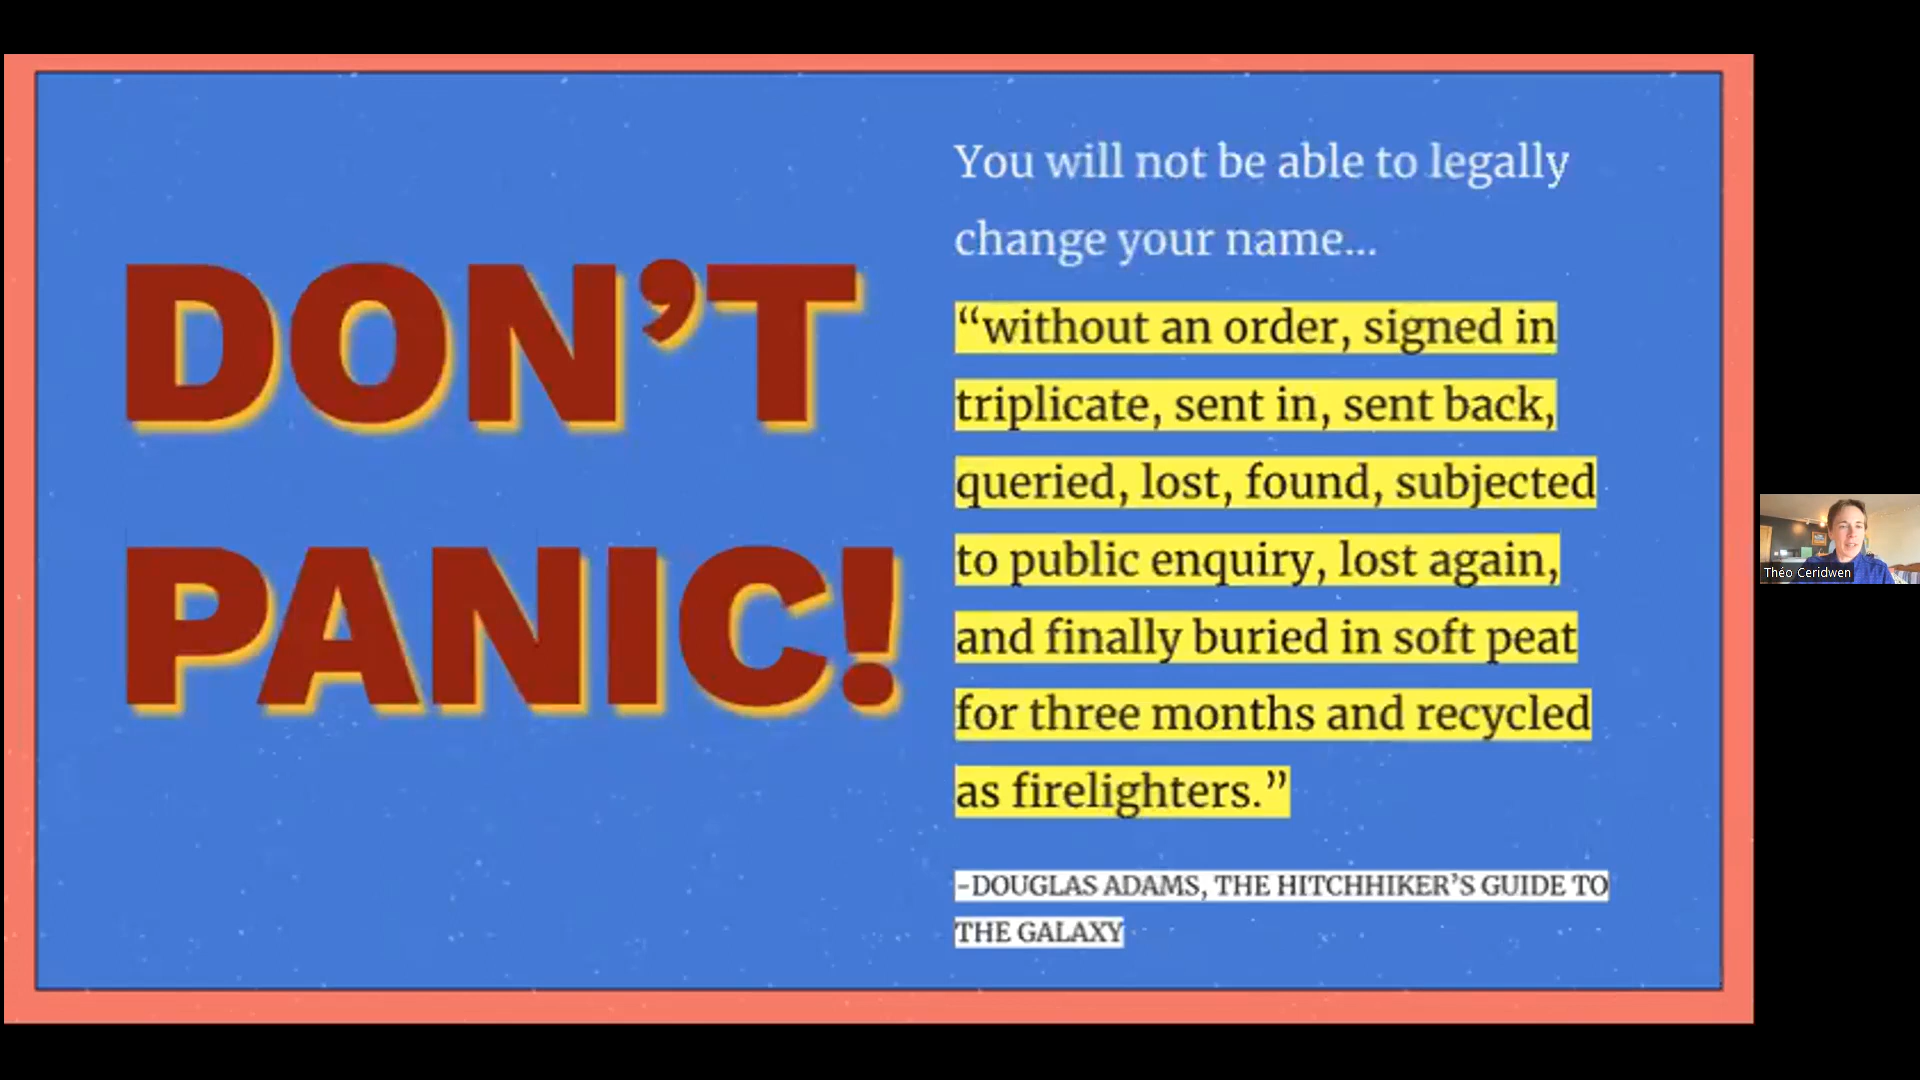 DON’T
PANIC!
You will not be able to legally
change your name...
“without an order, signed in
triplicate, sent in, sent back,
queried, lost, found, subjected
to public enquiry, lost again,
and finally buried in soft peat
for three months and recycled
as firelighters.”
-DOUGLAS ADAMS, THE HITCHHIKER’S GUIDE TO
THE GALAXY
Théo Ceridwen